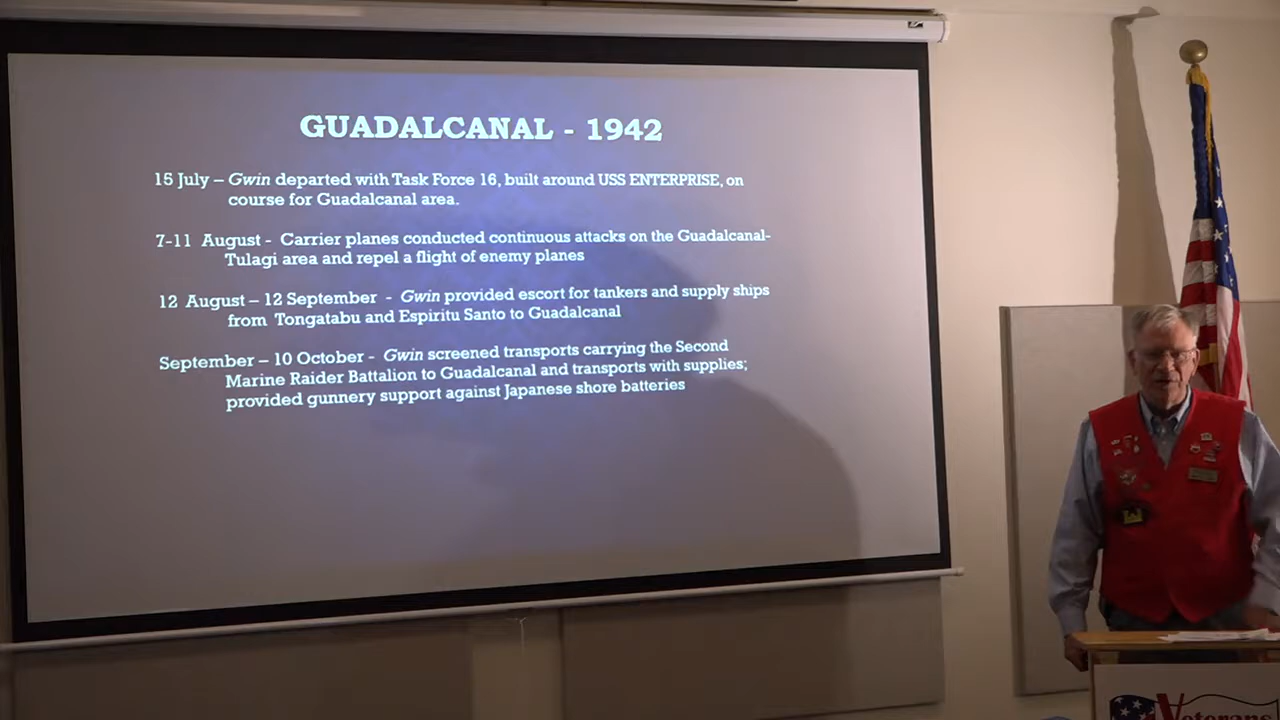 GUADALCANAL - 1942
15 July – Gwin departed with Task Force 16, built around USS ENTERPRISE, on
course for Guadalcanal area.
7-11 August - Carrier planes conducted continuous attacks on the Guadalcanal-
Tulagi area and repel a flight of enemy planes
12 August – 12 September - Gwin provided escort for tankers and supply ships
from Tongatabu and Espiritu Santo to Guadalcanal
September – 10 October - Gwin screened transports carrying the Second
Marine Raider Battalion to Guadalcanal and transports with supplies;
provided gunnery support against Japanese shore batteries
Veterans